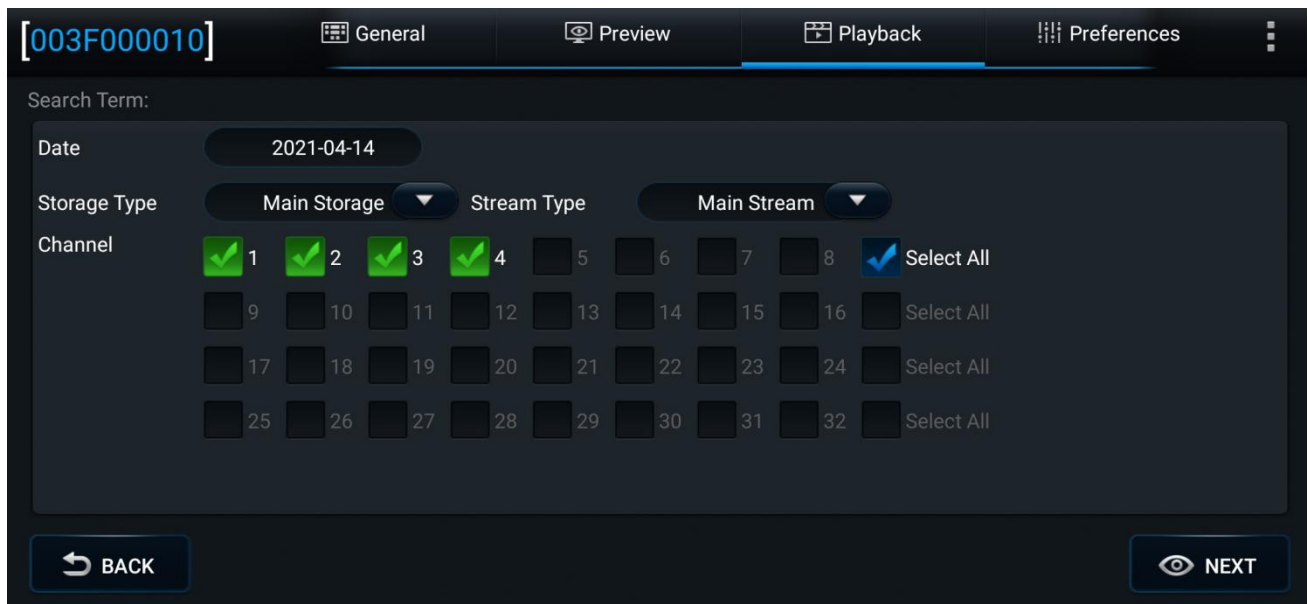 [003F000010] General Preview Playback Preferences
Search Term:
Date 2021-04-14
Storage Type Main Storage Stream Type Main Stream
Channel 1 2 3 4 5 6 7 8 Select All
9 10 11 12 13 14 15 16 Select All
17 18 19 20 21 22 23 24 Select All
25 26 27 28 29 30 31 32 Select All
BACK NEXT